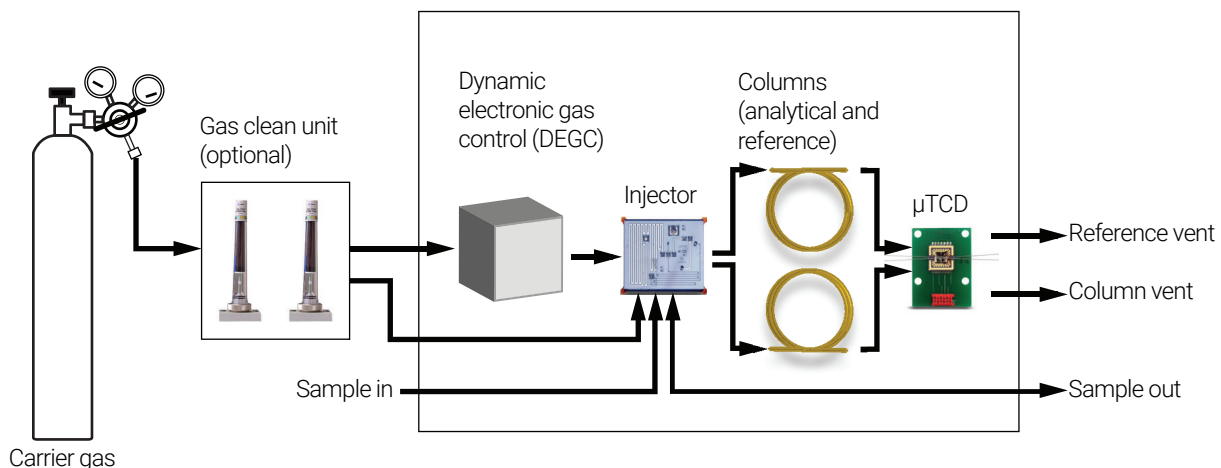 Dynamic
electronic gas
control (DEGC)
Columns
(analytical and
reference)
Gas clean unit
(optional)
Injector
µTCD
Reference vent
Column vent
Sample in
Sample out
Carrier gas